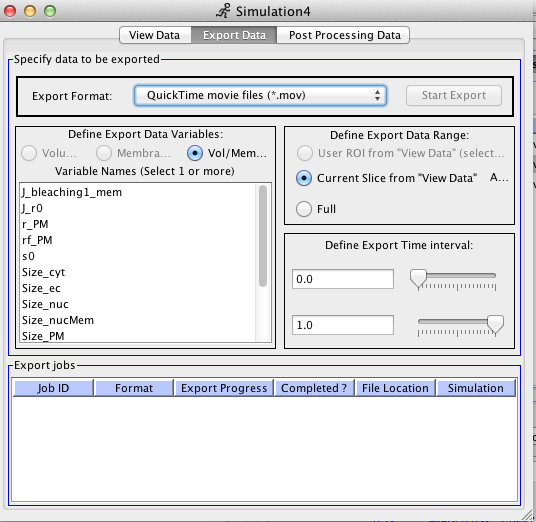 Simulation4
View Data Export Data Post Processing Data
Specify data to be exported
Export Format: QuickTime movie files (*.mov) Start Export
Define Export Data Variables:
Volu... Membra... Vol/Mem...
Variable Names (Select 1 or more)
J_bleaching1_mem
J_r0
r_PM
rf_PM
s0
Size_cyt
Size_ec
Size_nuc
Size_nucMem
Size_PM
Define Export Data Range:
User ROI from "View Data" (select...
Current Slice from "View Data" A...
Full
Define Export Time interval:
0.0
1.0
Export jobs
Job ID Format Export Progress Completed ? File Location Simulation